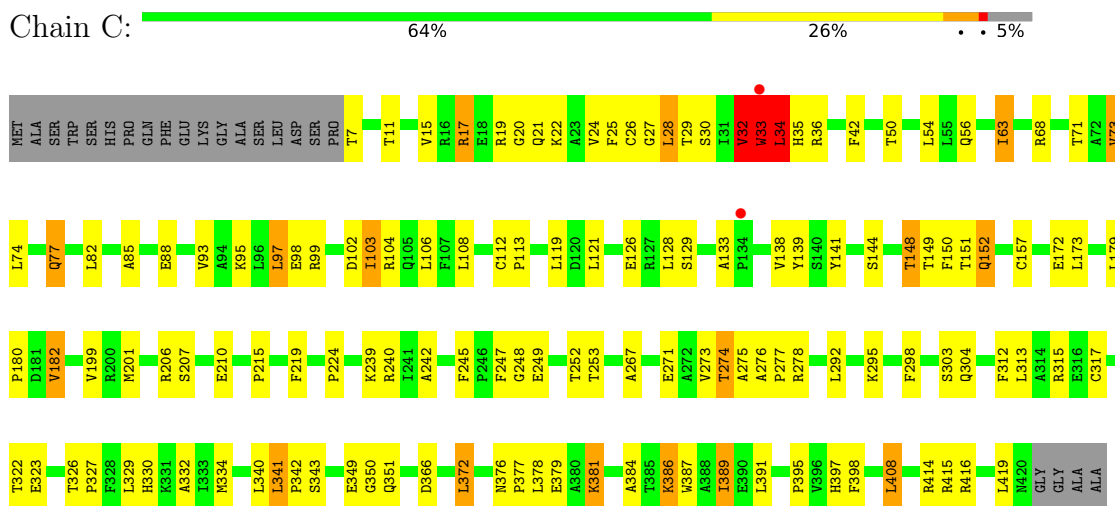 Chain C:
64% 26% • • 5%
MET ALA SER TRP SER HIS PRO GLN PHE GLU LYS GLY ALA SER LEU ASP SER PRO T7 T11 V15 R16 R17 E18 R19 G20 Q21 K22 A23 V24 F25 C26 G27 L28 T29 S30 I31 V32 W33 L34 H35 R36 F42 T50 L54 L55 Q56 I63 R68 T71 A72 V73
L74 Q77 L82 A85 E88 V93 A94 K95 L96 L97 E98 R99 D102 I103 R104 Q105 L106 F107 L108 C112 P113 L119 D120 L121 E126 R127 L128 S129 A133 P134 V138 Y139 S140 Y141 S144 T148 T149 F150 T151 Q152 C157 E172 L173
P180 D181 V182 V199 R200 M201 R206 S207 E210 P215 F219 P224 K239 R240 I241 A242 F245 P246 F247 G248 E249 T252 T253 A267 E271 A272 V273 T274 A275 A276 P277 R278 L292 K295 F298 S303 Q304 F312 L313 A314 R315 E316 C317
T322 E323 T326 P327 F328 L329 H330 K331 A332 I333 M334 L340 L341 P342 S343 E349 G350 Q351 D366 L372 N376 P377 L378 E379 A380 K381 A384 T385 K386 W387 A388 I389 E390 L391 P395 V396 H397 F398 L408 R414 R415 R416 L419 N420 GLY GLY ALA ALA